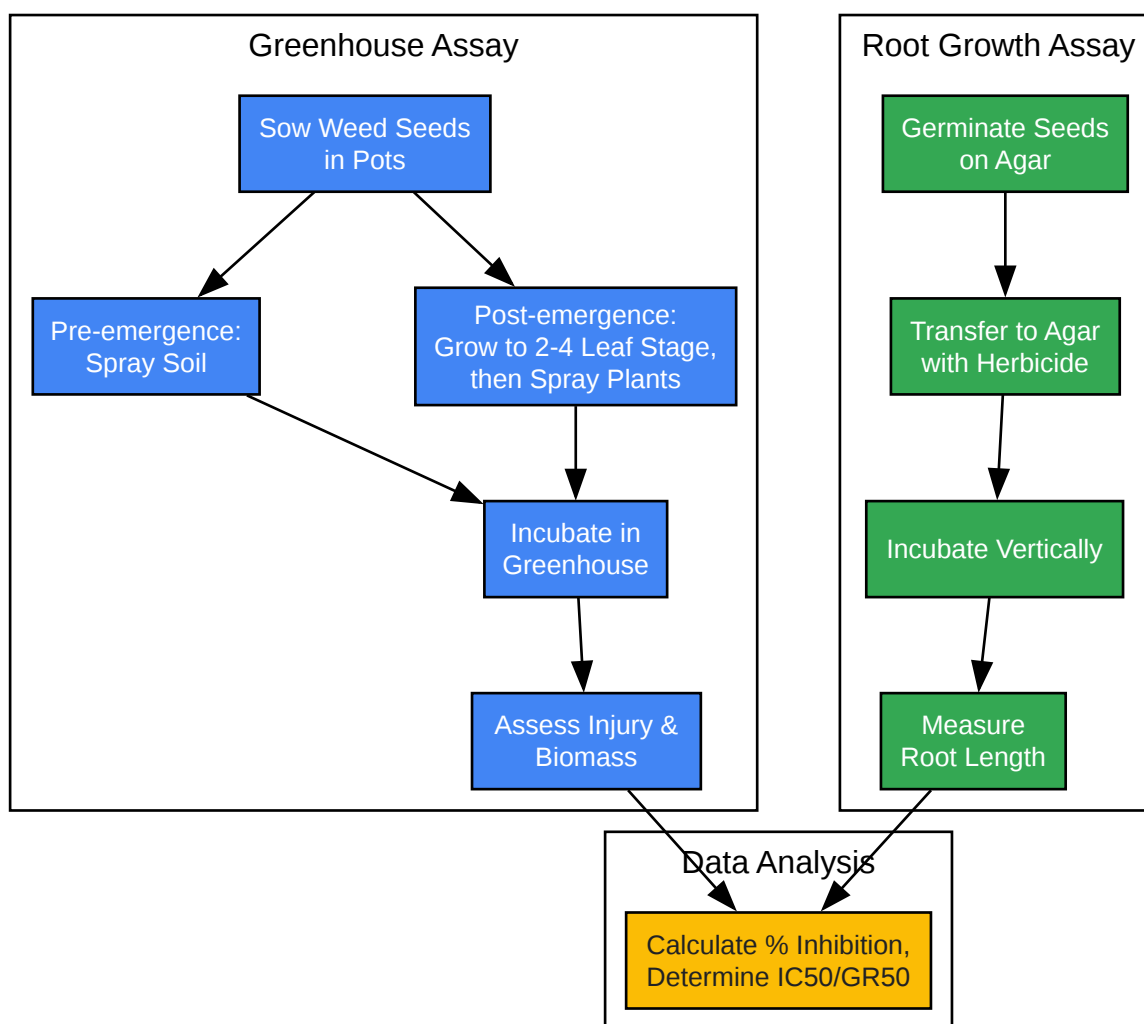 Greenhouse Assay
Sow Weed Seeds
in Pots
Pre-emergence:
Spray Soil
Post-emergence:
Grow to 2-4 Leaf Stage,
then Spray Plants
Incubate in
Greenhouse
Assess Injury &
Biomass
Root Growth Assay
Germinate Seeds
on Agar
Transfer to Agar
with Herbicide
Incubate Vertically
Measure
Root Length
Data Analysis
Calculate % Inhibition,
Determine IC50/GR50